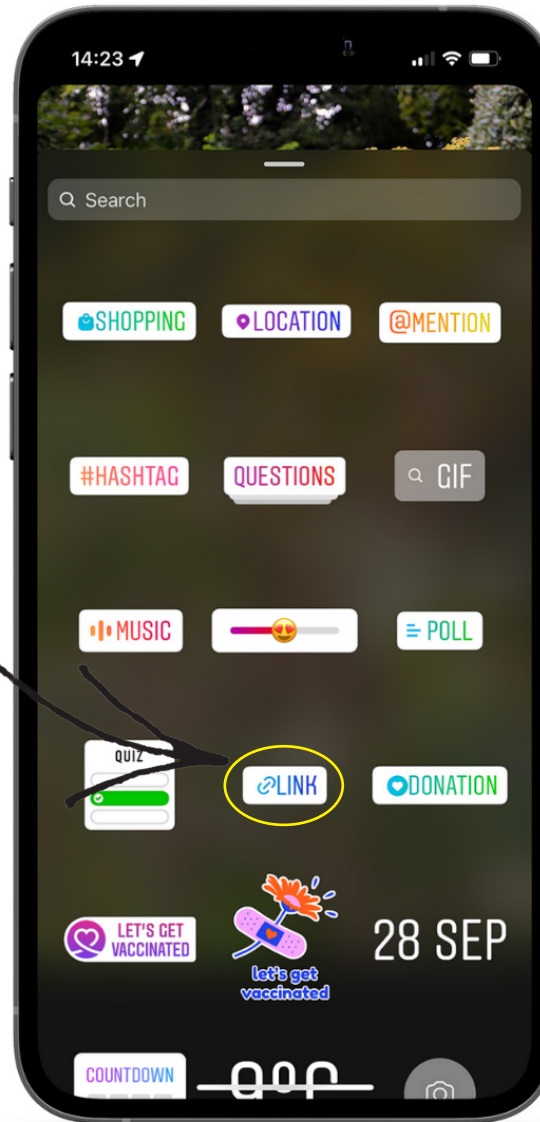 14:23
Search
SHOPPING
LOCATION
@MENTION
#HASHTAG
QUESTIONS
GIF
MUSIC
POLL
QUIZ
LINK
DONATION
LET'S GET
VACCINATED
let's get
vaccinated
28 SEP
COUNTDOWN